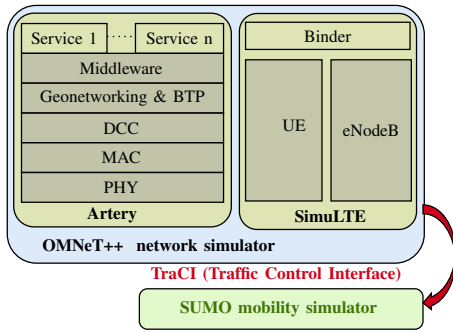 Service 1 ..... Service n
Middleware
Geonetworking & BTP
DCC
MAC
PHY
Artery
Binder
UE
eNodeB
SimuLTE
OMNeT++ network simulator
TraCI (Traffic Control Interface)
SUMO mobility simulator